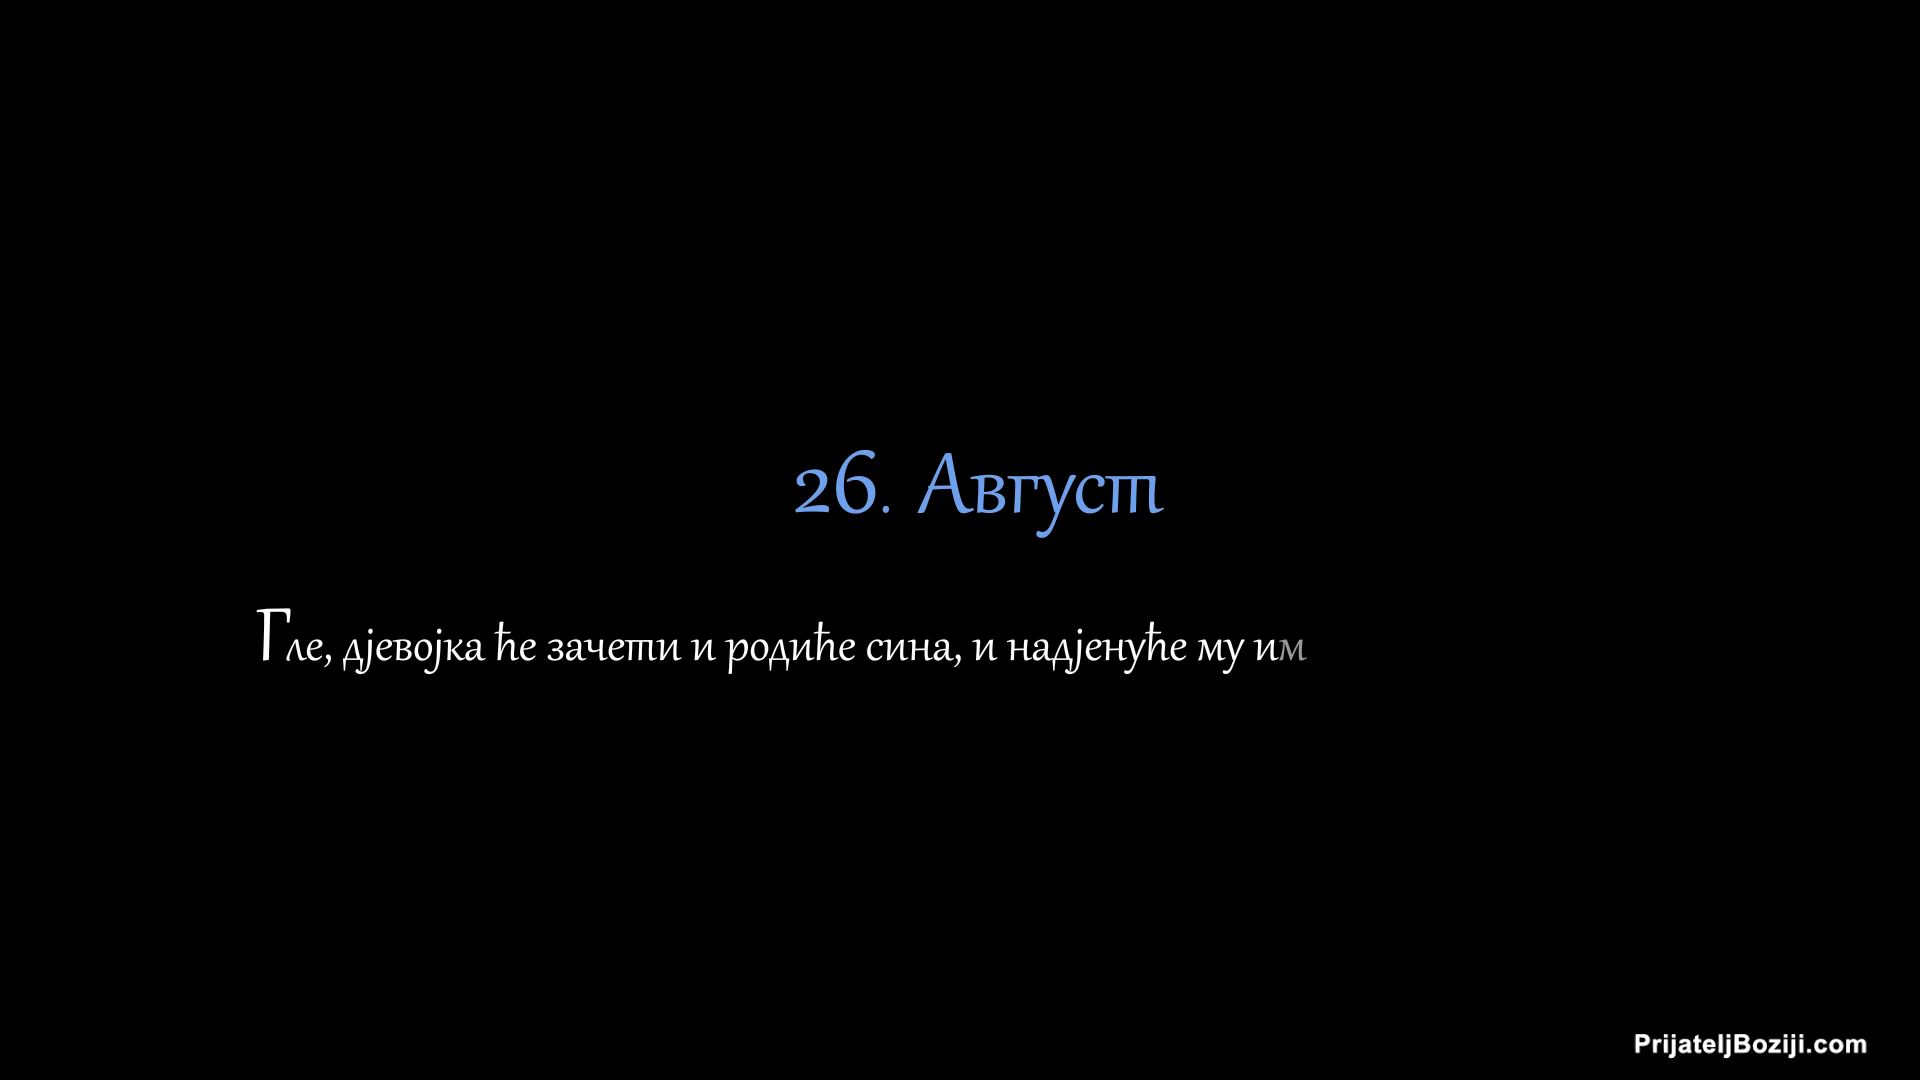 26. Август
Гле, дјевојка ће зачети и родиће сина, и надјенуће му им
PrijateljBoziji.com